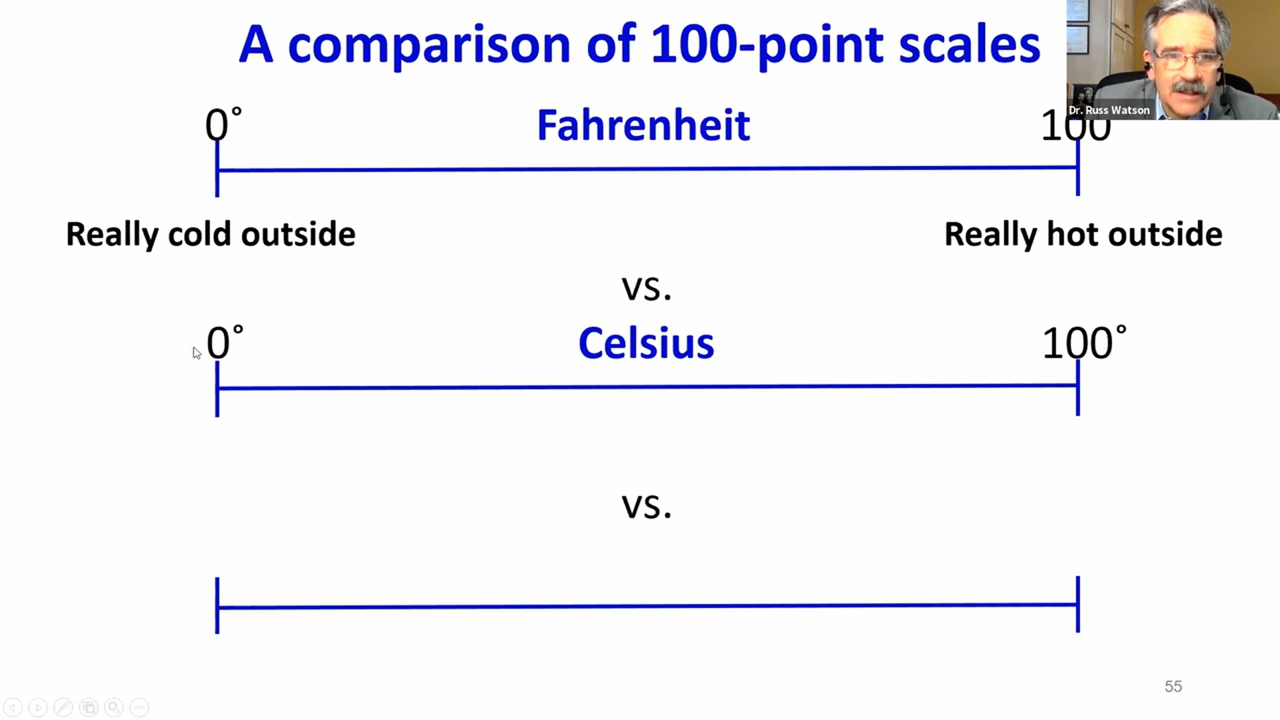 A comparison of 100-point scales
Dr. Russ Watson
0° Fahrenheit 100
Really cold outside Really hot outside
vs.
0° Celsius 100°
vs.
55